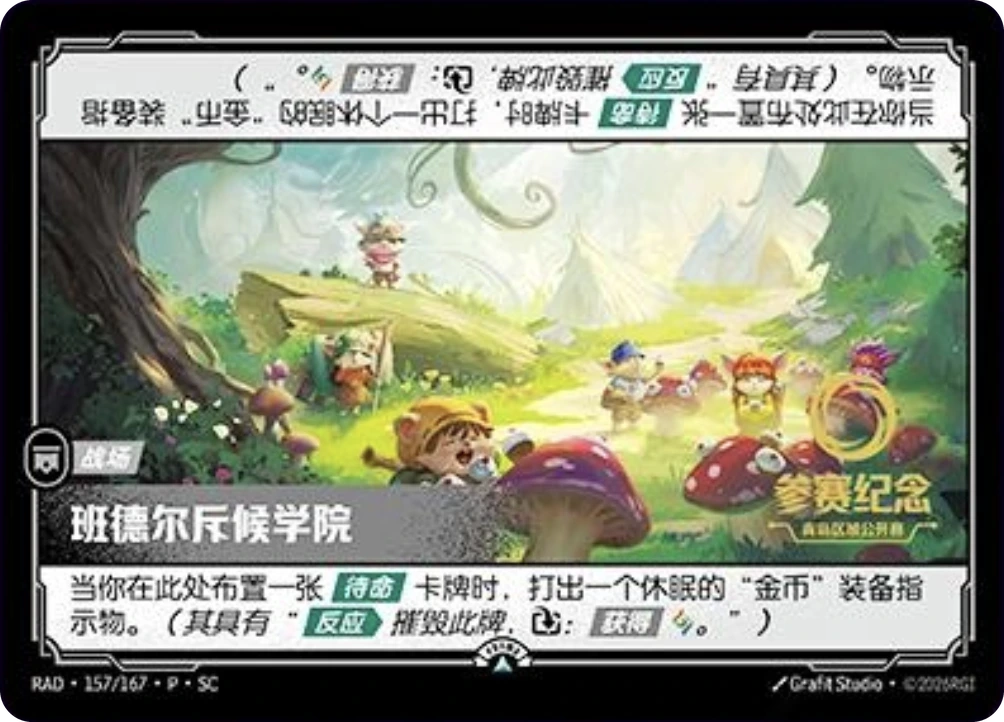 当你在此处布置一张 待命 卡牌时，打出一个休眠的“金币”装备指
示物。（其具有“ 反应 摧毁此牌，：获得 。”）
战场
班德尔斥候学院
参赛纪念
青岛区域公开赛
当你在此处布置一张 待命 卡牌时，打出一个休眠的“金币”装备指
示物。（其具有“ 反应 摧毁此牌，：获得 。”）
RAD • 157/167 • P • SC
Grafit Studio • ©2026RGI